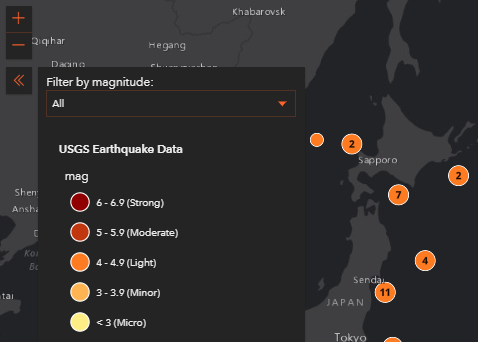 Khabarovsk
Qiqihar
Hegang
Daqing
+
−
Filter by magnitude:
All
USGS Earthquake Data
mag
6 - 6.9 (Strong)
5 - 5.9 (Moderate)
4 - 4.9 (Light)
3 - 3.9 (Minor)
< 3 (Micro)
2
Sapporo
2
7
4
Sendai
11
JAPAN
Tokyo